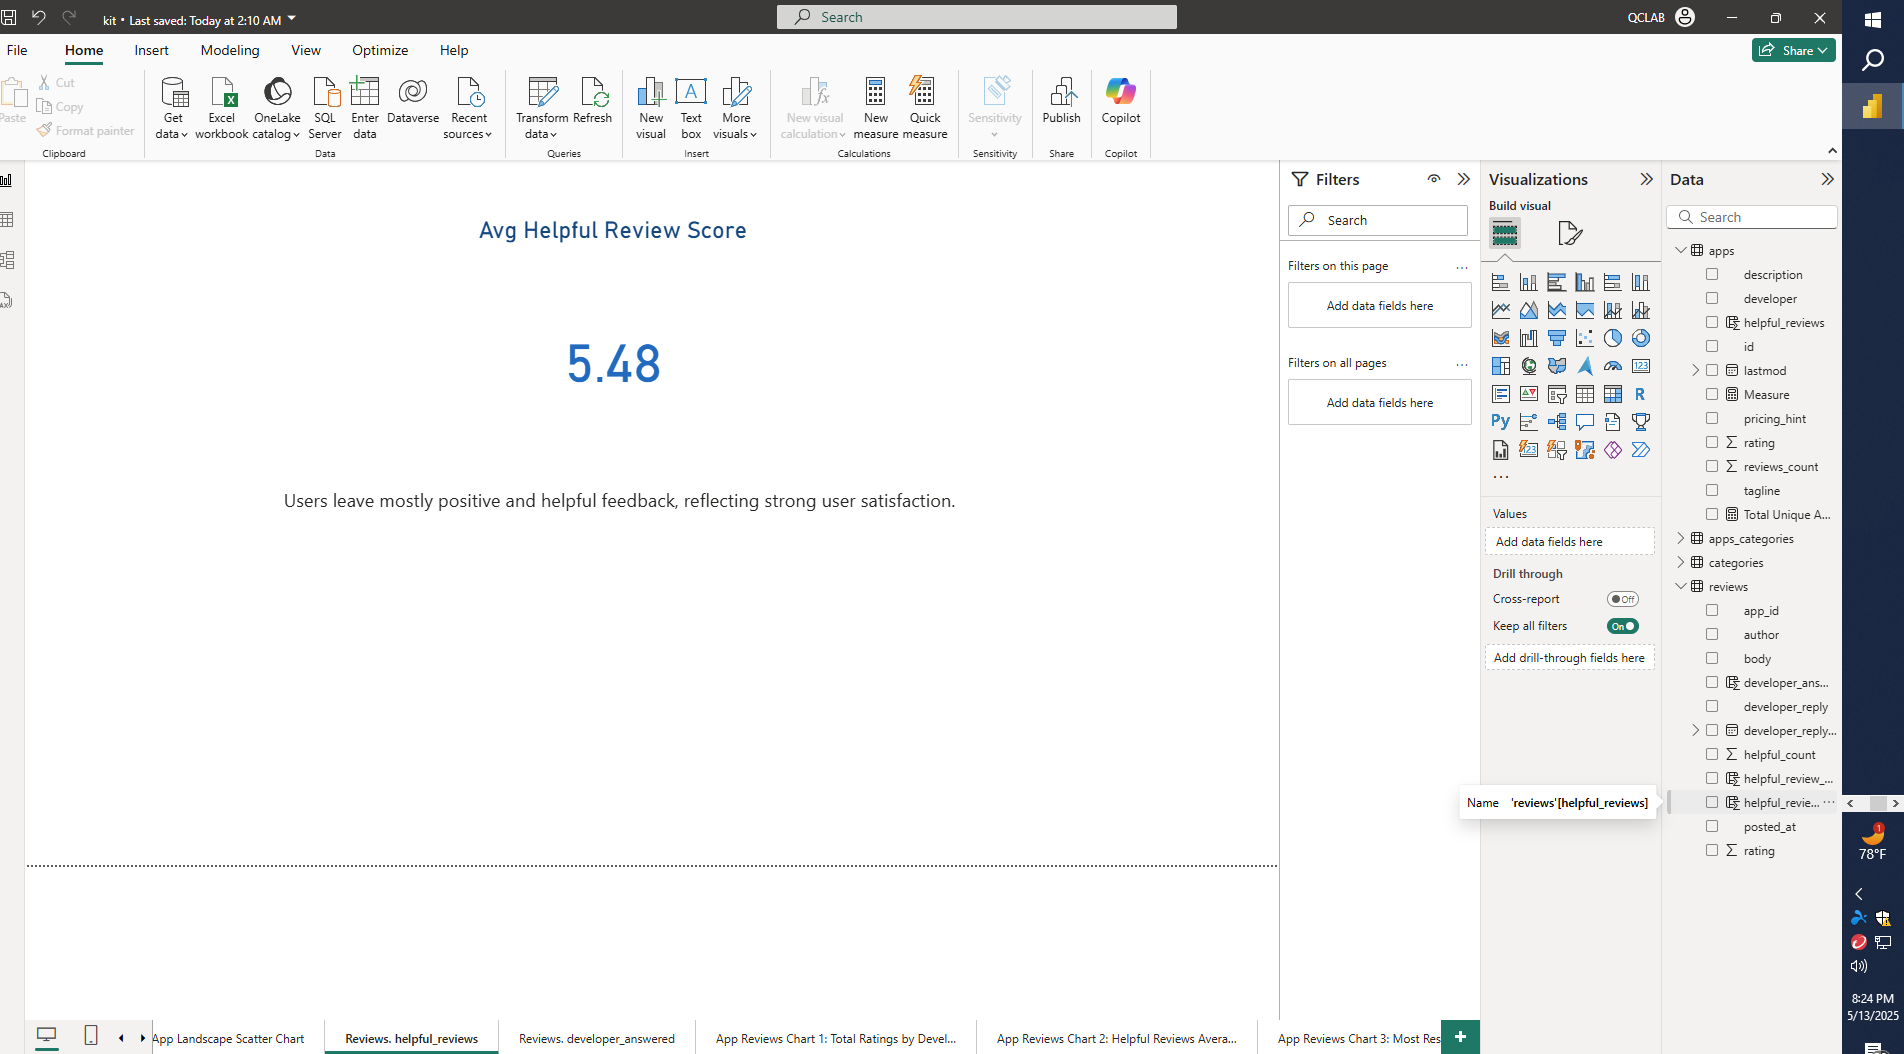 kit • Last saved: Today at 2:10 AM
Search
QCLAB
File
Home
Insert
Modeling
View
Optimize
Help
Share
Paste
Cut
Copy
Format painter
Clipboard
Get data
Excel workbook
OneLake catalog
SQL Server
Enter data
Dataverse
Recent sources
Data
Transform data
Refresh
Queries
New visual
Text box
More visuals
Insert
New visual calculation
New measure
Quick measure
Calculations
Sensitivity
Sensitivity
Publish
Share
Copilot
Copilot
Avg Helpful Review Score
5.48
Users leave mostly positive and helpful feedback, reflecting strong user satisfaction.
Filters
Search
Filters on this page
...
Add data fields here
Filters on all pages
...
Add data fields here
Visualizations
Build visual
123
R
Py
123
...
Values
Add data fields here
Drill through
Cross-report
Off
Keep all filters
On
Add drill-through fields here
Name 'reviews'[helpful_reviews]
Data
Search
apps
description
developer
helpful_reviews
id
lastmod
Measure
pricing_hint
rating
reviews_count
tagline
Total Unique A...
apps_categories
categories
reviews
app_id
author
body
developer_ans...
developer_reply
developer_reply...
helpful_count
helpful_review_...
helpful_revie... ...
posted_at
rating
App Landscape Scatter Chart
Reviews. helpful_reviews
Reviews. developer_answered
App Reviews Chart 1: Total Ratings by Devel...
App Reviews Chart 2: Helpful Reviews Avera...
App Reviews Chart 3: Most Res
1
78°F
8:24 PM
5/13/2025